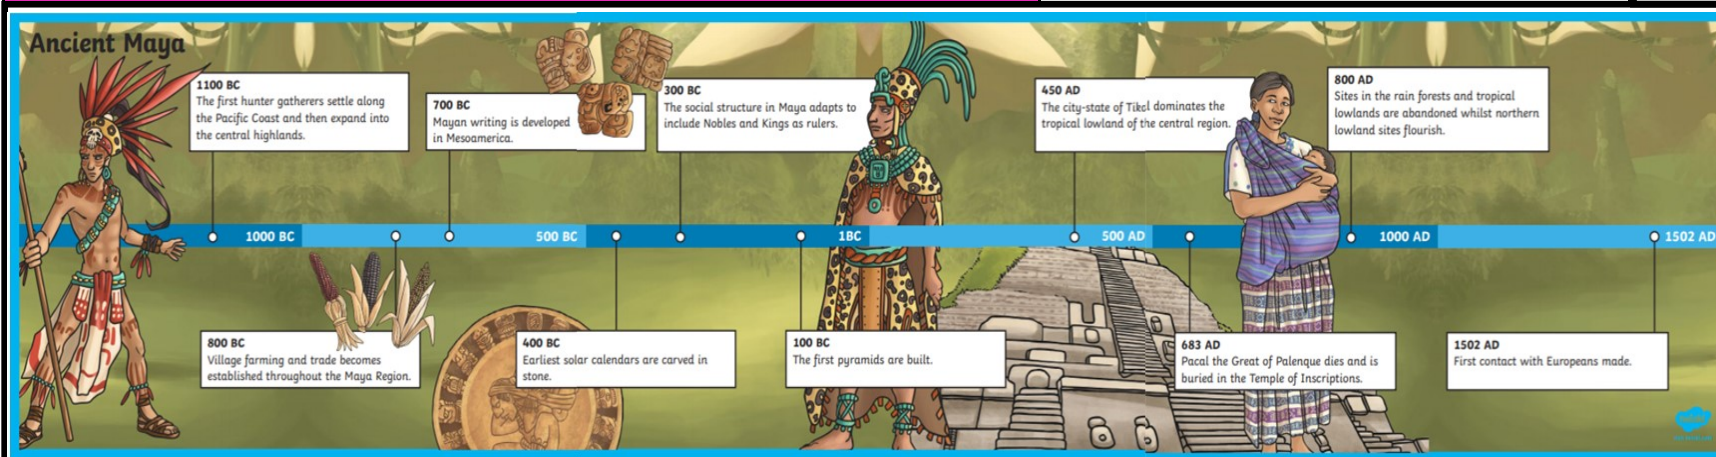 Ancient Maya
1100 BC
The first hunter gatherers settle along
the Pacific Coast and then expand into
the central highlands.
700 BC
Mayan writing is developed
in Mesoamerica.
300 BC
The social structure in Maya adapts to
include Nobles and Kings as rulers.
450 AD
The city-state of Tikal dominates the
tropical lowland of the central region.
800 AD
Sites in the rain forests and tropical
lowlands are abandoned whilst northern
lowland sites flourish.
1000 BC
500 BC
1BC
500 AD
1000 AD
1502 AD
800 BC
Village farming and trade becomes
established throughout the Maya Region.
400 BC
Earliest solar calendars are carved in
stone.
100 BC
The first pyramids are built.
683 AD
Pacal the Great of Palenque dies and is
buried in the Temple of Inscriptions.
1502 AD
First contact with Europeans made.